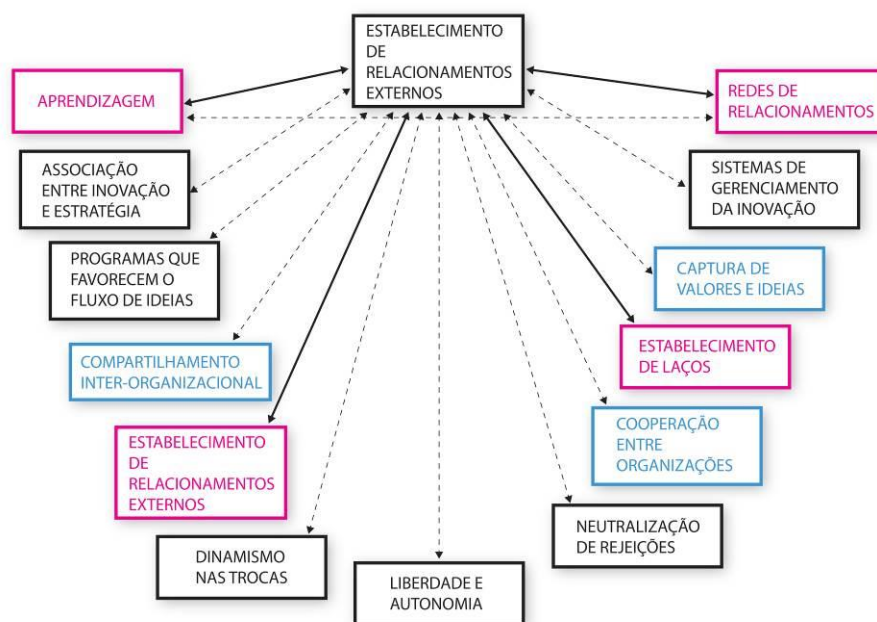 ESTABELECIMENTO
DE
RELACIONAMENTOS
EXTERNOS
APRENDIZAGEM
REDES DE
RELACIONAMENTOS
ASSOCIAÇÃO
ENTRE INOVAÇÃO
E ESTRATÉGIA
SISTEMAS DE
GERENCIAMENTO
DA INOVAÇÃO
PROGRAMAS QUE
FAVORECEM O
FLUXO DE IDEIAS
CAPTURA DE
VALORES E IDEIAS
COMPARTILHAMENTO
INTER-ORGANIZACIONAL
ESTABELECIMENTO
DE LAÇOS
ESTABELECIMENTO
DE
RELACIONAMENTOS
EXTERNOS
COOPERAÇÃO
ENTRE
ORGANIZAÇÕES
DINAMISMO
NAS TROCAS
NEUTRALIZAÇÃO
DE REJEIÇÕES
LIBERDADE E
AUTONOMIA